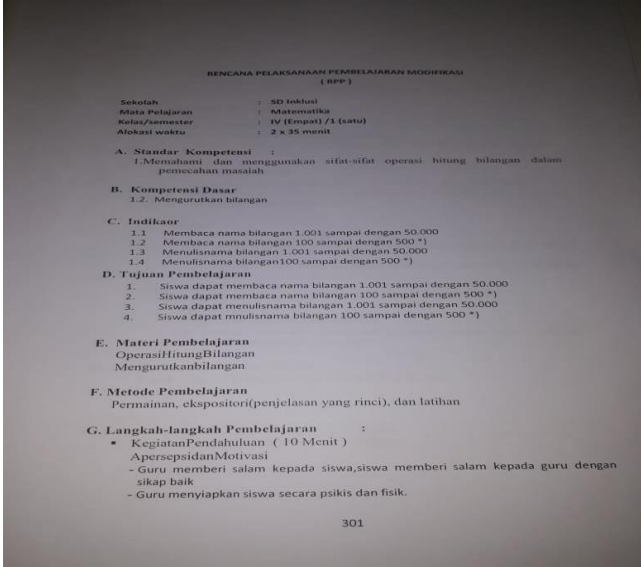 RENCANA PELAKSANAAN PEMBELAJARAN MODIFIKASI
( RPP )
Sekolah : SD Inklusi
Mata Pelajaran : Matematika
Kelas/semester : IV (Empat) /1 (satu)
Alokasi waktu : 2 x 35 menit
A. Standar Kompetensi :
1.Memahami dan menggunakan sifat-sifat operasi hitung bilangan dalam
pemecahan masalah
B. Kompetensi Dasar
1.2. Mengurutkan bilangan
C. Indikaor
1.1 Membaca nama bilangan 1.001 sampai dengan 50.000
1.2 Membaca nama bilangan 100 sampai dengan 500 *)
1.3 Menulisnama bilangan 1.001 sampai dengan 50.000
1.4 Menulisnama bilangan100 sampai dengan 500 *)
D. Tujuan Pembelajaran
1. Siswa dapat membaca nama bilangan 1.001 sampai dengan 50.000
2. Siswa dapat membaca nama bilangan 100 sampai dengan 500 *)
3. Siswa dapat menulisnama bilangan 1.001 sampai dengan 50.000
4. Siswa dapat mnulisnama bilangan 100 sampai dengan 500 *)
E. Materi Pembelajaran
OperasiHitungBilangan
Mengurutkanbilangan
F. Metode Pembelajaran
Permainan, ekspositori(penjelasan yang rinci), dan latihan
G. Langkah-langkah Pembelajaran :
▪ KegiatanPendahuluan ( 10 Menit )
ApersepsidanMotivasi
- Guru memberi salam kepada siswa,siswa memberi salam kepada guru dengan
sikap baik
- Guru menyiapkan siswa secara psikis dan fisik.
301